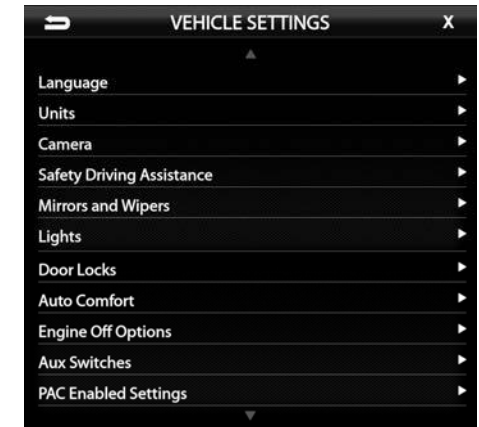 VEHICLE SETTINGS X
Language
Units
Camera
Safety Driving Assistance
Mirrors and Wipers
Lights
Door Locks
Auto Comfort
Engine Off Options
Aux Switches
PAC Enabled Settings